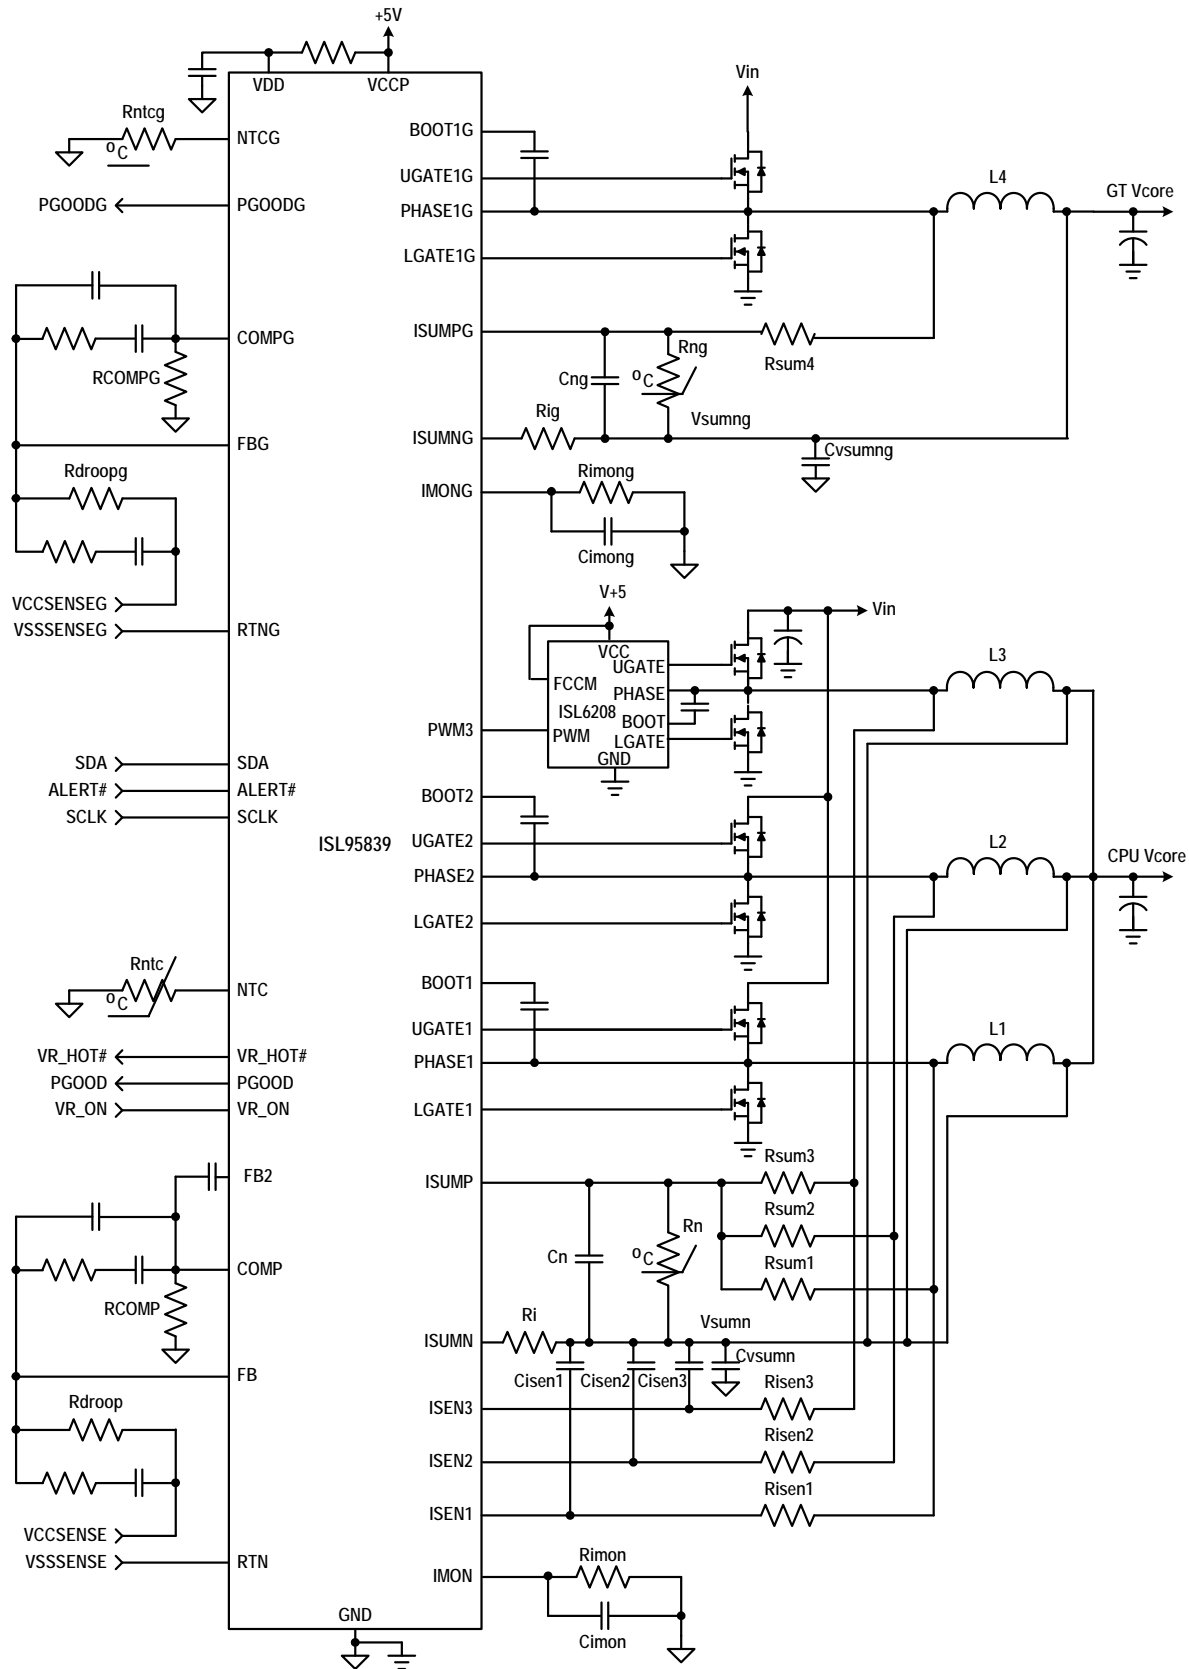 +5V
VDD
VCCP
Rntcg
oC
NTCG
PGOODG
PGOODG
COMPG
RCOMPG
FBG
Rdroopg
VCCSENSEG
VSSSENSEG
RTNG
SDA
SDA
ALERT#
ALERT#
SCLK
SCLK
ISL95839
Rntc
oC
NTC
VR_HOT#
VR_HOT#
PGOOD
PGOOD
VR_ON
VR_ON
FB2
COMP
RCOMP
FB
Rdroop
VCCSENSE
VSSSENSE
RTN
GND
Vin
BOOT1G
UGATE1G
PHASE1G
LGATE1G
L4
GT Vcore
ISUMPG
Rsum4
Rng
oC
Cng
Vsumng
Rig
ISUMNG
Cvsumng
IMONG
Rimong
Cimong
V+5
Vin
VCC
UGATE
FCCM
PHASE
ISL6208
BOOT
PWM
LGATE
GND
PWM3
L3
BOOT2
UGATE2
PHASE2
LGATE2
L2
CPU Vcore
BOOT1
UGATE1
PHASE1
LGATE1
L1
ISUMP
Rsum3
Rsum2
Rsum1
Rn
oC
Cn
Vsumn
Ri
ISUMN
Cvsumn
Cisen1
Cisen2
Cisen3
ISEN3
Risen3
ISEN2
Risen2
ISEN1
Risen1
IMON
Rimon
Cimon